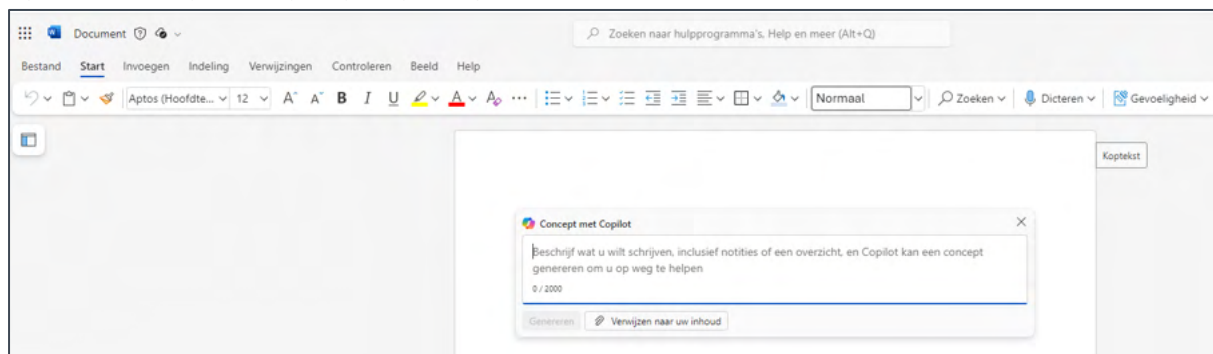 Document
Zoeken naar hulpprogramma's. Help en meer (Alt+Q)
Bestand Start Invoegen Indeling Verwijzingen Controleren Beeld Help
Aptos (Hoofdte... 12 A A B I U A A Normaal Zoeken Dicteren Gevoeligheid
Koptekst
Concept met Copilot
Beschrijf wat u wilt schrijven, inclusief notities of een overzicht, en Copilot kan een concept
genereren om u op weg te helpen
0 / 2000
Genereren Verwijzen naar uw inhoud